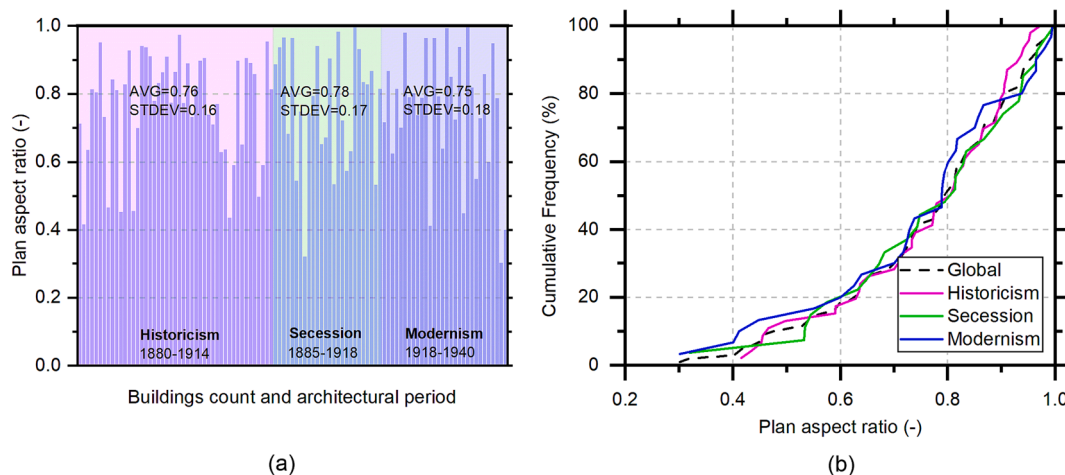 1.0
0.8
0.6
0.4
0.2
0.0
Plan aspect ratio (-)
AVG=0.76
STDEV=0.16
AVG=0.78
STDEV=0.17
AVG=0.75
STDEV=0.18
Historicism
1880-1914
Secession
1885-1918
Modernism
1918-1940
Buildings count and architectural period
(a)
100
80
60
40
20
0
Cumulative Frequency (%)
Global
Historicism
Secession
Modernism
0.2 0.4 0.6 0.8 1.0
Plan aspect ratio (-)
(b)